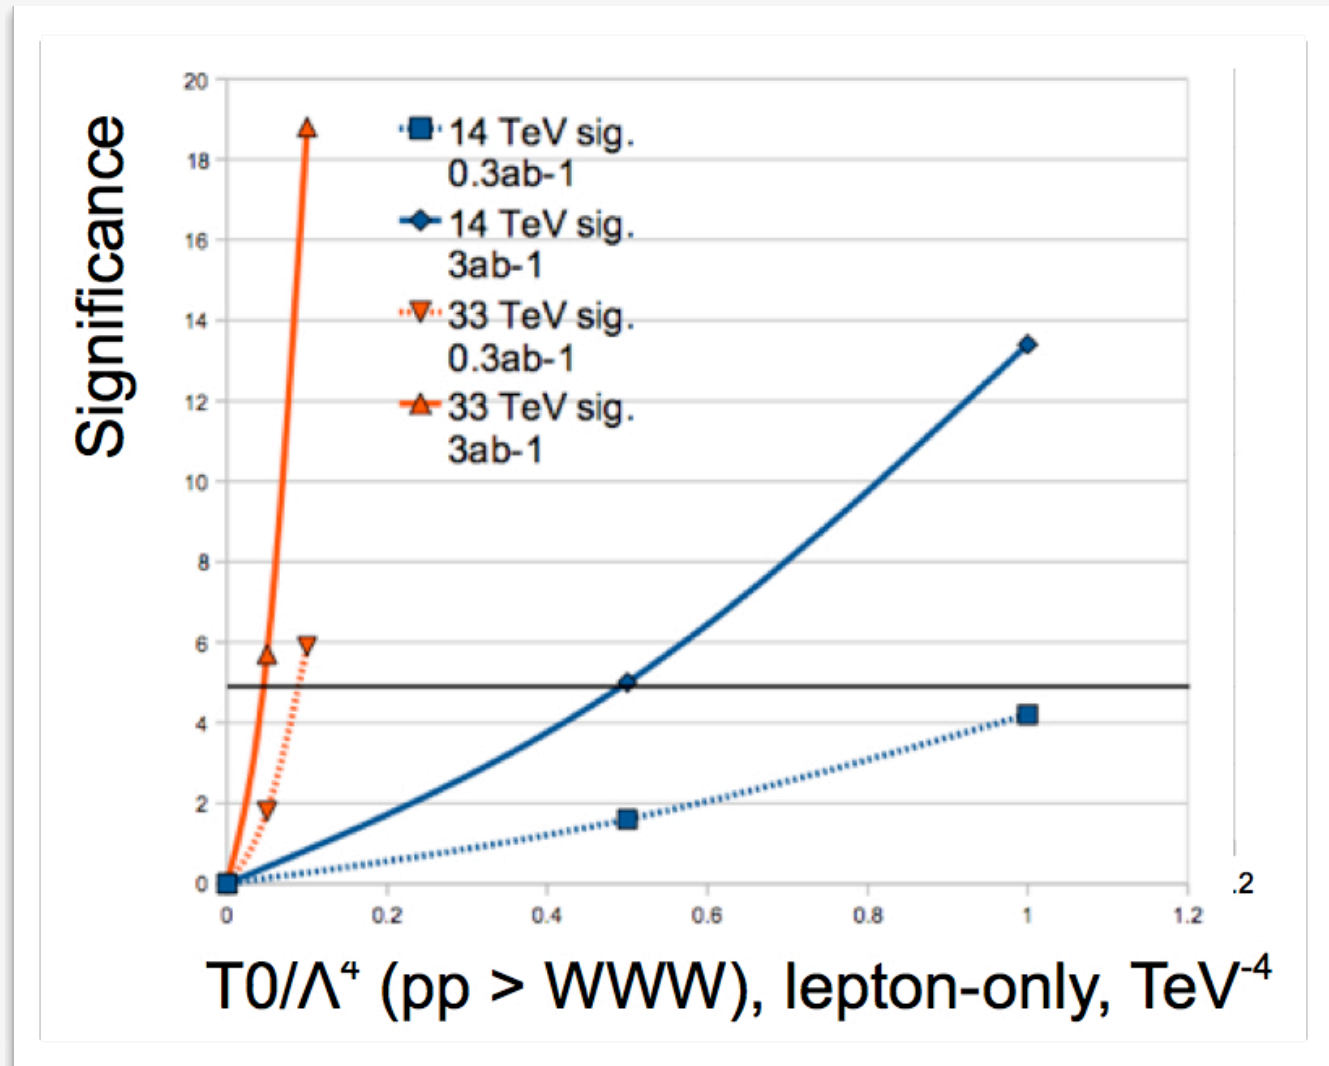 Significance
20
18
16
14
12
10
8
6
4
2
0
14 TeV sig.
0.3ab-1
14 TeV sig.
3ab-1
33 TeV sig.
0.3ab-1
33 TeV sig.
3ab-1
0 0.2 0.4 0.6 0.8 1 1.2
.2
T0/Λ⁴ (pp > WWW), lepton-only, TeV⁻⁴